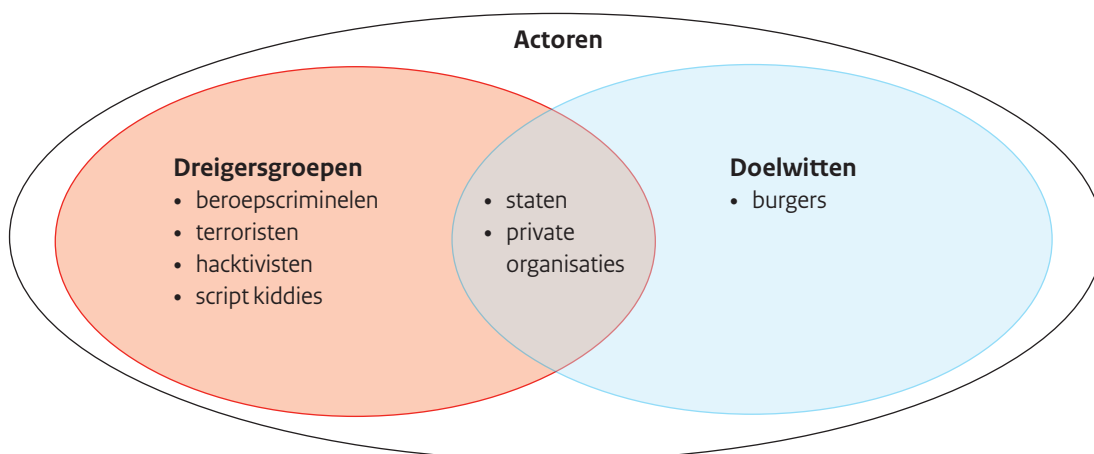 Actoren
Dreigersgroepen
• beroepscriminelen
• terroristen
• hacktivisten
• script kiddies
• staten
• private
organisaties
Doelwitten
• burgers